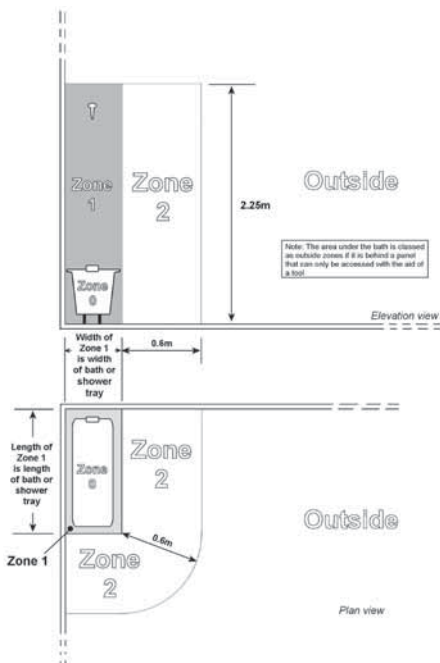 Zone
1
Zone
2
Outside
2.25m
Zone
0
Note: The area under the bath is classed
as outside zones if it is behind a panel
that can only be accessed with the aid of
a tool
Elevation view
Width of
Zone 1
is width
of bath or
shower
tray
0.6m
Length of
Zone 1
is length
of bath or
shower
tray
Zone
0
Zone
2
Outside
Zone 1
Zone
2
0.6m
Plan view